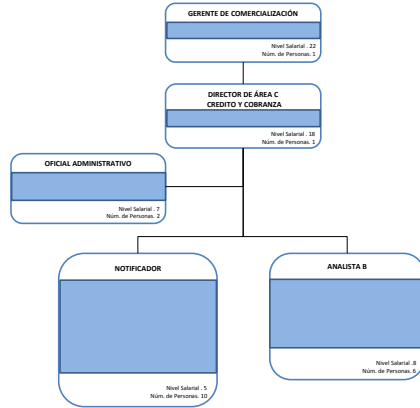 GERENTE DE COMERCIALIZACIÓN
Nivel Salarial . 22
Núm. de Personas. 1
DIRECTOR DE ÁREA C
CREDITO Y COBRANZA
Nivel Salarial . 18
Núm. de Personas. 1
OFICIAL ADMINISTRATIVO
Nivel Salarial . 7
Núm. de Personas. 2
NOTIFICADOR
Nivel Salarial . 5
Núm. de Personas. 10
ANALISTA B
Nivel Salarial .8
Núm. de Personas. 6